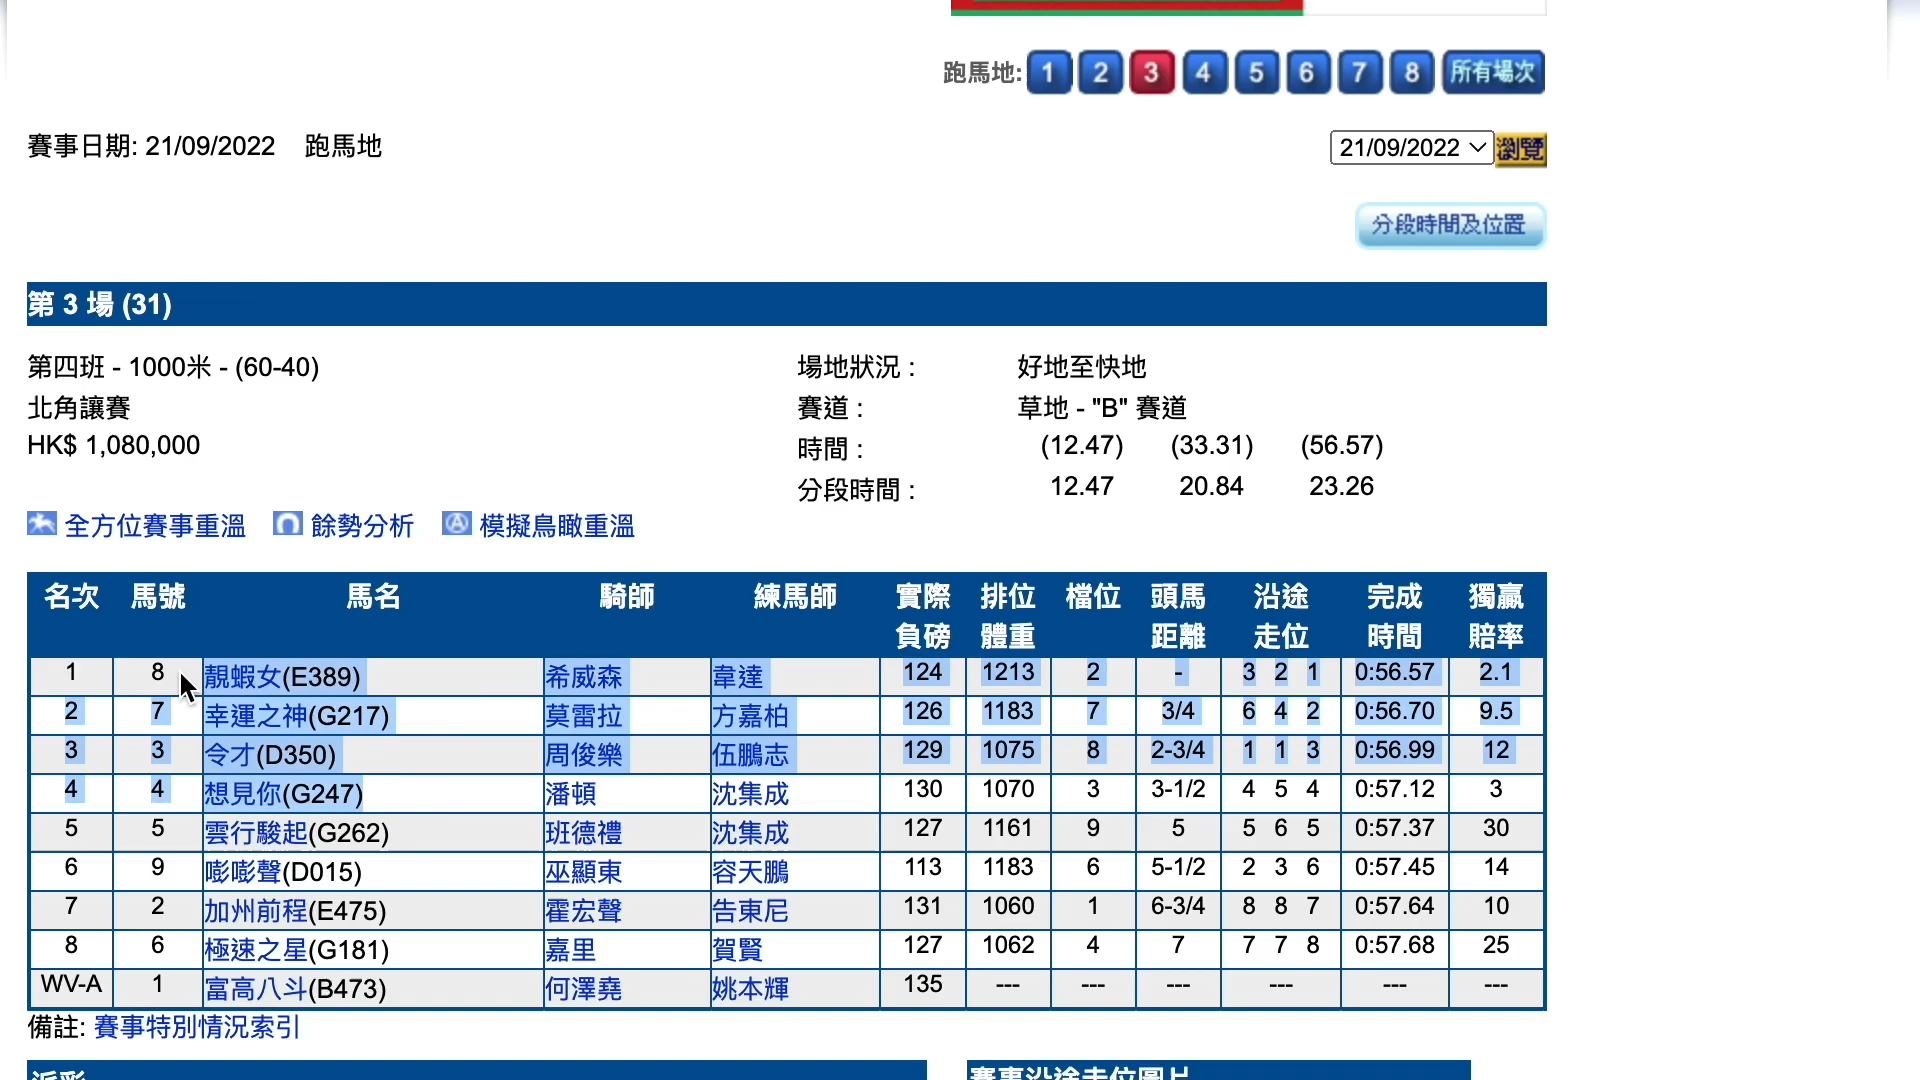 跑馬地: 1 2 3 4 5 6 7 8 所有場次
賽事日期: 21/09/2022 跑馬地 21/09/2022 瀏覽
分段時間及位置
第 3 場 (31)
第四班 - 1000米 - (60-40) 場地狀況 : 好地至快地
北角讓賽 賽道 : 草地 - "B" 賽道
HK$ 1,080,000 時間 : (12.47) (33.31) (56.57)
分段時間 : 12.47 20.84 23.26
全方位賽事重溫 餘勢分析 模擬鳥瞰重溫
名次 馬號 馬名 騎師 練馬師 實際負磅 排位體重 檔位 頭馬距離 沿途走位 完成時間 獨贏賠率
1 8 靚蝦女(E389) 希威森 韋達 124 1213 2 - 3 2 1 0:56.57 2.1
2 7 幸運之神(G217) 莫雷拉 方嘉柏 126 1183 7 3/4 6 4 2 0:56.70 9.5
3 3 令才(D350) 周俊樂 伍鵬志 129 1075 8 2-3/4 1 1 3 0:56.99 12
4 4 想見你(G247) 潘頓 沈集成 130 1070 3 3-1/2 4 5 4 0:57.12 3
5 5 雲行駿起(G262) 班德禮 沈集成 127 1161 9 5 5 6 5 0:57.37 30
6 9 嘭嘭聲(D015) 巫顯東 容天鵬 113 1183 6 5-1/2 2 3 6 0:57.45 14
7 2 加州前程(E475) 霍宏聲 告東尼 131 1060 1 6-3/4 8 8 7 0:57.64 10
8 6 極速之星(G181) 嘉里 賀賢 127 1062 4 7 7 7 8 0:57.68 25
WV-A 1 富高八斗(B473) 何澤堯 姚本輝 135 --- --- --- --- --- ---
備註: 賽事特別情況索引
派彩 賽事沿途走位圖片